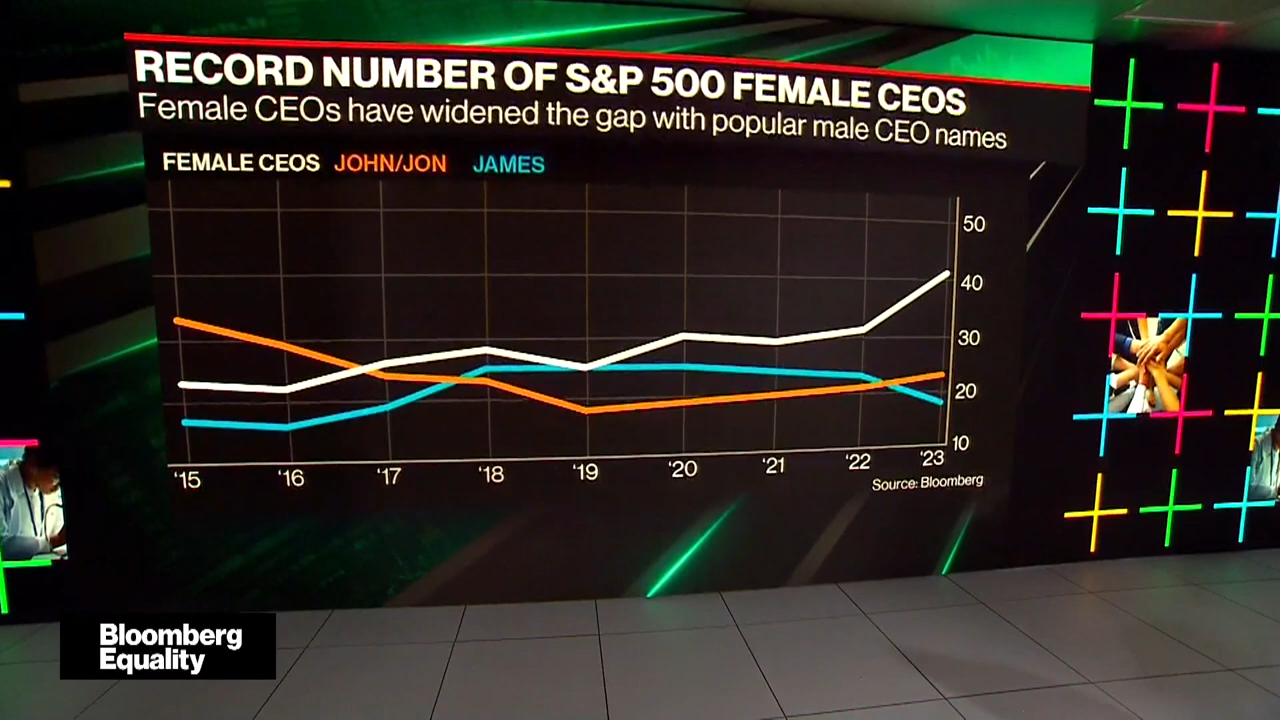 RECORD NUMBER OF S&P 500 FEMALE CEOS
Female CEOs have widened the gap with popular male CEO names
FEMALE CEOS JOHN/JON JAMES
50
40
30
20
10
'15 '16 '17 '18 '19 '20 '21 '22 '23
Source: Bloomberg
Bloomberg
Equality